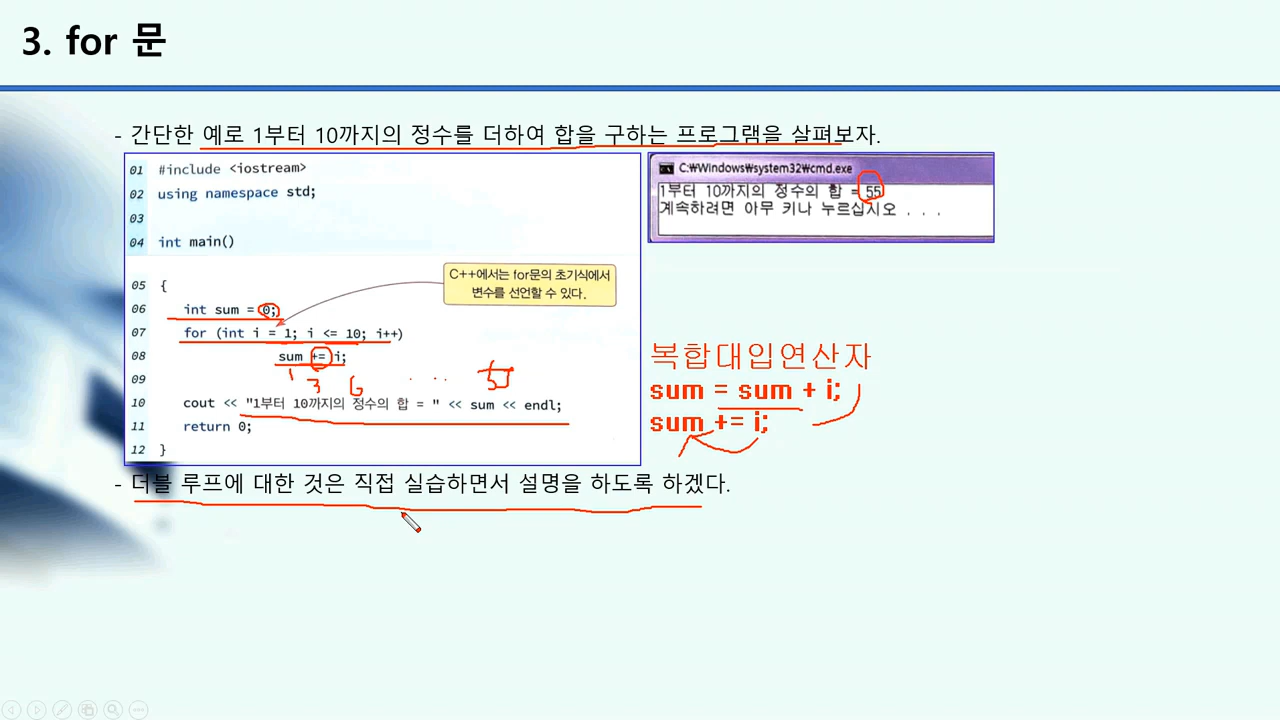 3. for 문
- 간단한 예로 1부터 10까지의 정수를 더하여 합을 구하는 프로그램을 살펴보자.
01 #include <iostream>
02 using namespace std;
03
04 int main()
05 {
C++에서는 for문의 초기식에서
변수를 선언할 수 있다.
06 int sum = 0;
07 for (int i = 1; i <= 10; i++)
08 sum += i;
09
1 3 6 . . . 55
10 cout << "1부터 10까지의 정수의 합 = " << sum << endl;
11 return 0;
12 }
C:₩Windows₩system32₩cmd.exe
1부터 10까지의 정수의 합 = 55
계속하려면 아무 키나 누르십시오 . . .
복합대입연산자
sum = sum + i;
sum += i;
- 더블 루프에 대한 것은 직접 실습하면서 설명을 하도록 하겠다.